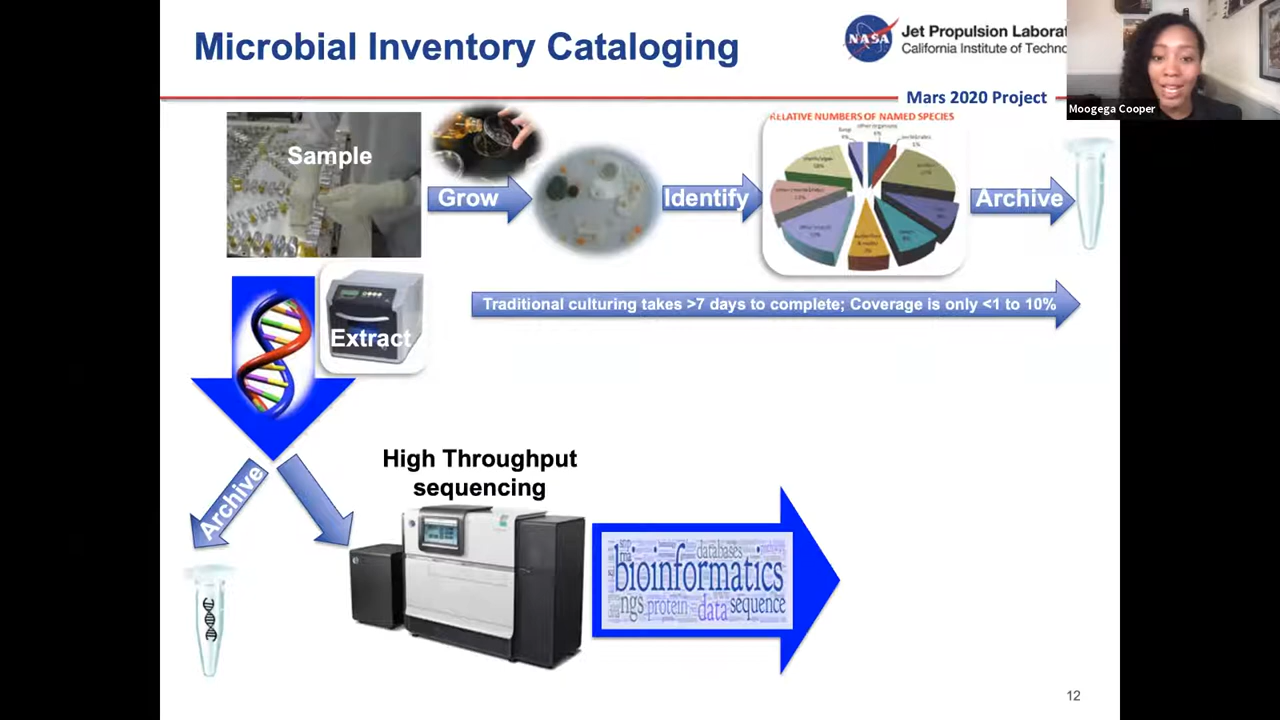 Microbial Inventory Cataloging
NASA
Jet Propulsion Laborat
California Institute of Techno
Mars 2020 Project
Moogega Cooper
Sample
Grow
Identify
RELATIVE NUMBERS OF NAMED SPECIES
Archive
Traditional culturing takes >7 days to complete; Coverage is only <1 to 10%
Extract
Archive
High Throughput
sequencing
databases
bioinformatics
ngs protein data sequence
12